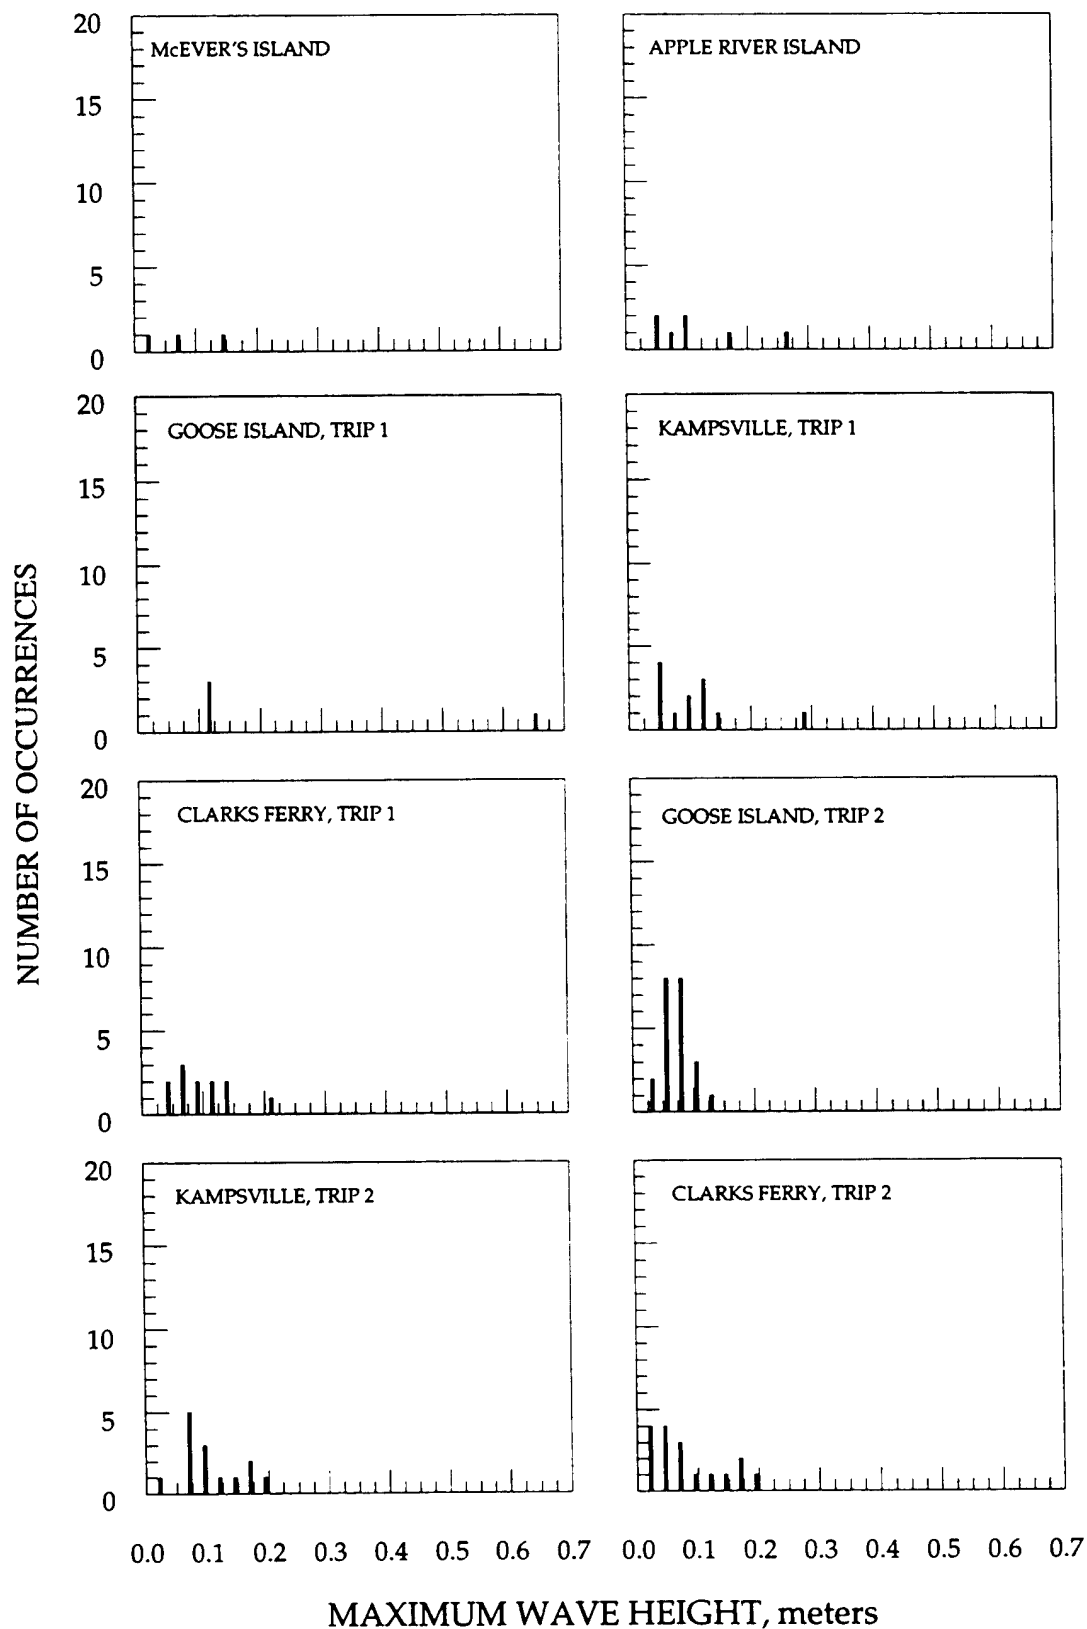 20
15
10
5
0
McEVER'S ISLAND
APPLE RIVER ISLAND
20
15
10
5
0
GOOSE ISLAND, TRIP 1
KAMPSVILLE, TRIP 1
20
15
10
5
0
CLARKS FERRY, TRIP 1
GOOSE ISLAND, TRIP 2
20
15
10
5
0
KAMPSVILLE, TRIP 2
CLARKS FERRY, TRIP 2
NUMBER OF OCCURRENCES
0.0 0.1 0.2 0.3 0.4 0.5 0.6 0.7
0.0 0.1 0.2 0.3 0.4 0.5 0.6 0.7
MAXIMUM WAVE HEIGHT, meters